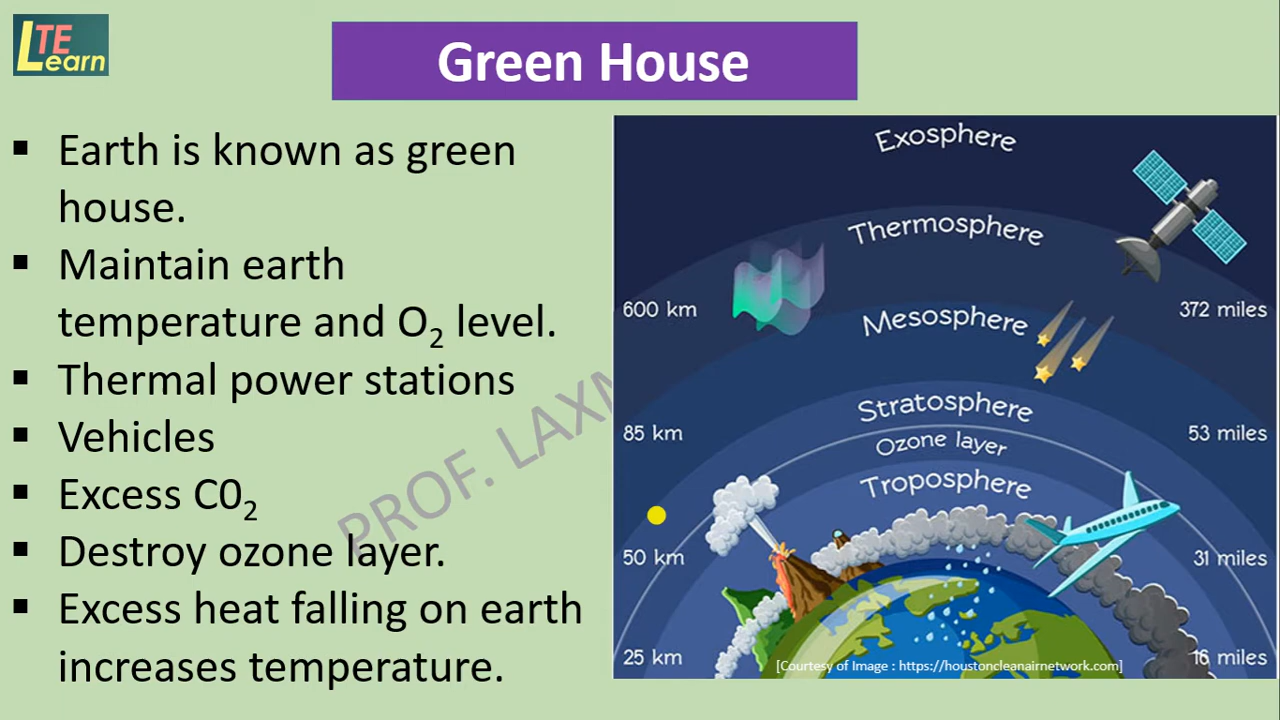 LTE
Learn
Green House
▪ Earth is known as green
house.
▪ Maintain earth
temperature and O₂ level.
▪ Thermal power stations
▪ Vehicles
▪ Excess C0₂
▪ Destroy ozone layer.
▪ Excess heat falling on earth
increases temperature.
PROF.
Exosphere
Thermosphere
600 km
372 miles
Mesosphere
Stratosphere
85 km
53 miles
Ozone layer
Troposphere
50 km
31 miles
25 km
16 miles
[Courtesy of Image : https://houstoncleanairnetwork.com]